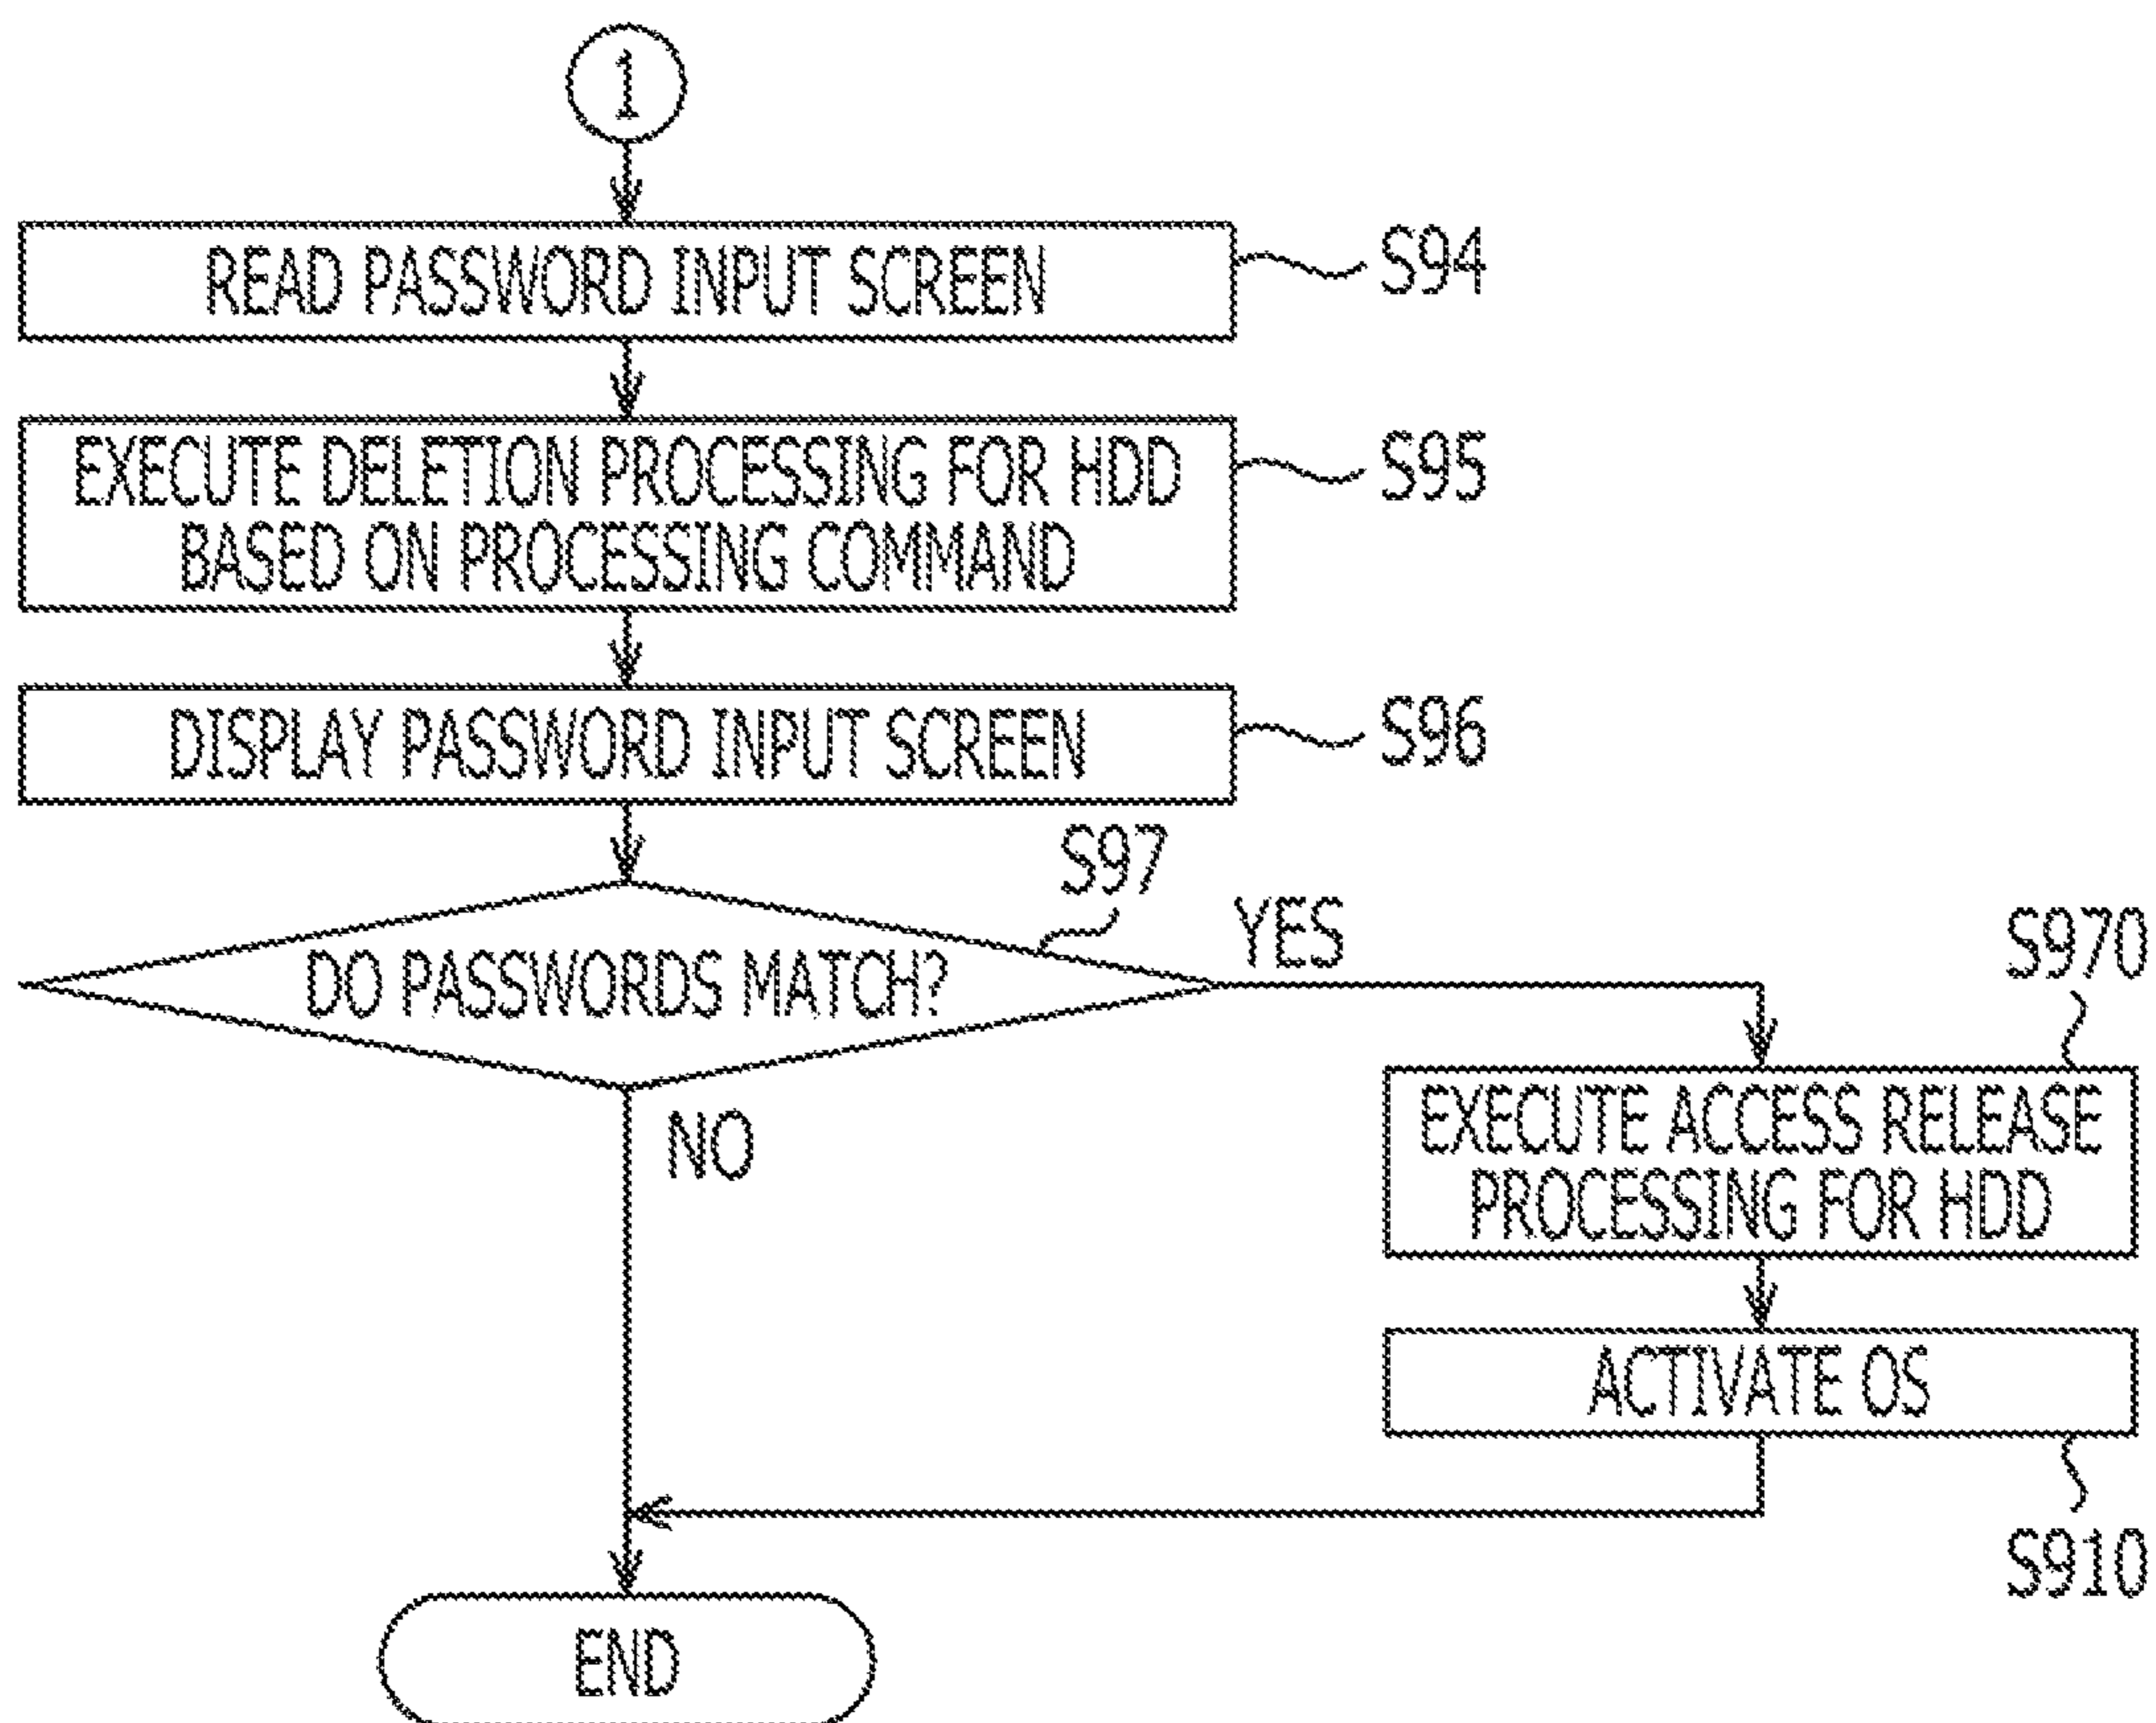 1
READ PASSWORD INPUT SCREEN
S94
EXECUTE DELETION PROCESSING FOR HDD
BASED ON PROCESSING COMMAND
S95
DISPLAY PASSWORD INPUT SCREEN
S96
S97
DO PASSWORDS MATCH?
YES
NO
S970
EXECUTE ACCESS RELEASE
PROCESSING FOR HDD
ACTIVATE OS
S910
END